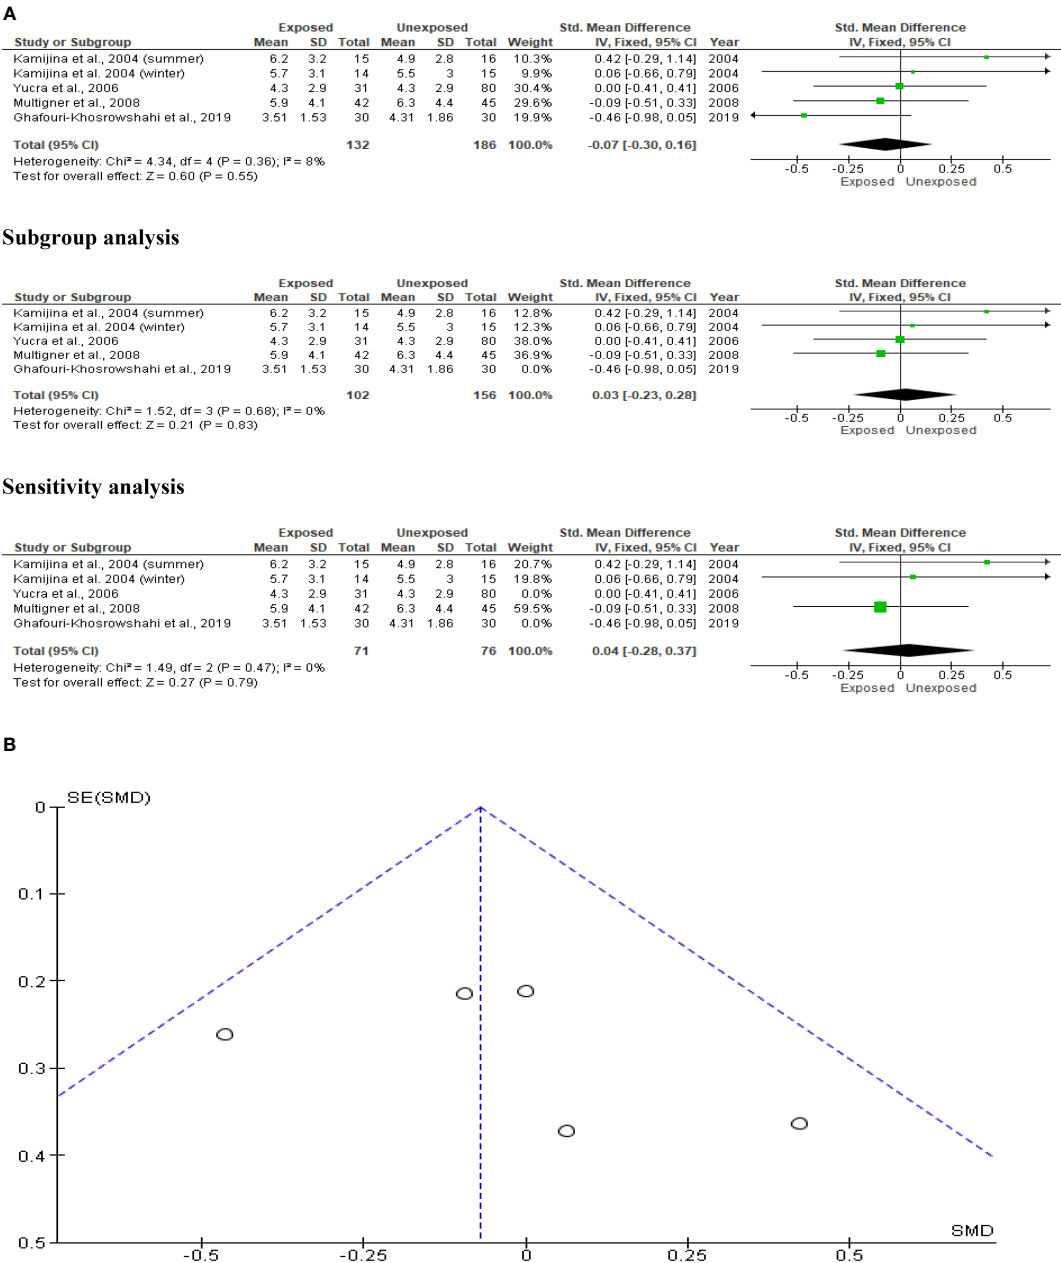 A
Exposed Unexposed Std. Mean Difference Std. Mean Difference
Study or Subgroup Mean SD Total Mean SD Total Weight IV, Fixed, 95% CI Year IV, Fixed, 95% CI
Kamijina et al., 2004 (summer) 6.2 3.2 15 4.9 2.8 16 10.3% 0.42 [-0.29, 1.14] 2004
Kamijina et al. 2004 (winter) 5.7 3.1 14 5.5 3 15 9.9% 0.06 [-0.66, 0.79] 2004
Yucra et al., 2006 4.3 2.9 31 4.3 2.9 80 30.4% 0.00 [-0.41, 0.41] 2006
Multigner et al., 2008 5.9 4.1 42 6.3 4.4 45 29.6% -0.09 [-0.51, 0.33] 2008
Ghafouri-Khosrowshahi et al., 2019 3.51 1.53 30 4.31 1.86 30 19.9% -0.46 [-0.98, 0.05] 2019
Total (95% CI) 132 186 100.0% -0.07 [-0.30, 0.16]
Heterogeneity: Chi² = 4.34, df = 4 (P = 0.36); I² = 8%
Test for overall effect: Z = 0.60 (P = 0.55)
-0.5 -0.25 0 0.25 0.5
Exposed Unexposed
Subgroup analysis
Exposed Unexposed Std. Mean Difference Std. Mean Difference
Study or Subgroup Mean SD Total Mean SD Total Weight IV, Fixed, 95% CI Year IV, Fixed, 95% CI
Kamijina et al., 2004 (summer) 6.2 3.2 15 4.9 2.8 16 12.8% 0.42 [-0.29, 1.14] 2004
Kamijina et al. 2004 (winter) 5.7 3.1 14 5.5 3 15 12.3% 0.06 [-0.66, 0.79] 2004
Yucra et al., 2006 4.3 2.9 31 4.3 2.9 80 38.0% 0.00 [-0.41, 0.41] 2006
Multigner et al., 2008 5.9 4.1 42 6.3 4.4 45 36.9% -0.09 [-0.51, 0.33] 2008
Ghafouri-Khosrowshahi et al., 2019 3.51 1.53 30 4.31 1.86 30 0.0% -0.46 [-0.98, 0.05] 2019
Total (95% CI) 102 156 100.0% 0.03 [-0.23, 0.28]
Heterogeneity: Chi² = 1.52, df = 3 (P = 0.68); I² = 0%
Test for overall effect: Z = 0.21 (P = 0.83)
-0.5 -0.25 0 0.25 0.5
Exposed Unexposed
Sensitivity analysis
Exposed Unexposed Std. Mean Difference Std. Mean Difference
Study or Subgroup Mean SD Total Mean SD Total Weight IV, Fixed, 95% CI Year IV, Fixed, 95% CI
Kamijina et al., 2004 (summer) 6.2 3.2 15 4.9 2.8 16 20.7% 0.42 [-0.29, 1.14] 2004
Kamijina et al. 2004 (winter) 5.7 3.1 14 5.5 3 15 19.8% 0.06 [-0.66, 0.79] 2004
Yucra et al., 2006 4.3 2.9 31 4.3 2.9 80 0.0% 0.00 [-0.41, 0.41] 2006
Multigner et al., 2008 5.9 4.1 42 6.3 4.4 45 59.5% -0.09 [-0.51, 0.33] 2008
Ghafouri-Khosrowshahi et al., 2019 3.51 1.53 30 4.31 1.86 30 0.0% -0.46 [-0.98, 0.05] 2019
Total (95% CI) 71 76 100.0% 0.04 [-0.28, 0.37]
Heterogeneity: Chi² = 1.49, df = 2 (P = 0.47); I² = 0%
Test for overall effect: Z = 0.27 (P = 0.79)
-0.5 -0.25 0 0.25 0.5
Exposed Unexposed
B
SE(SMD)
0
0.1
0.2
0.3
0.4
0.5
SMD
-0.5 -0.25 0 0.25 0.5